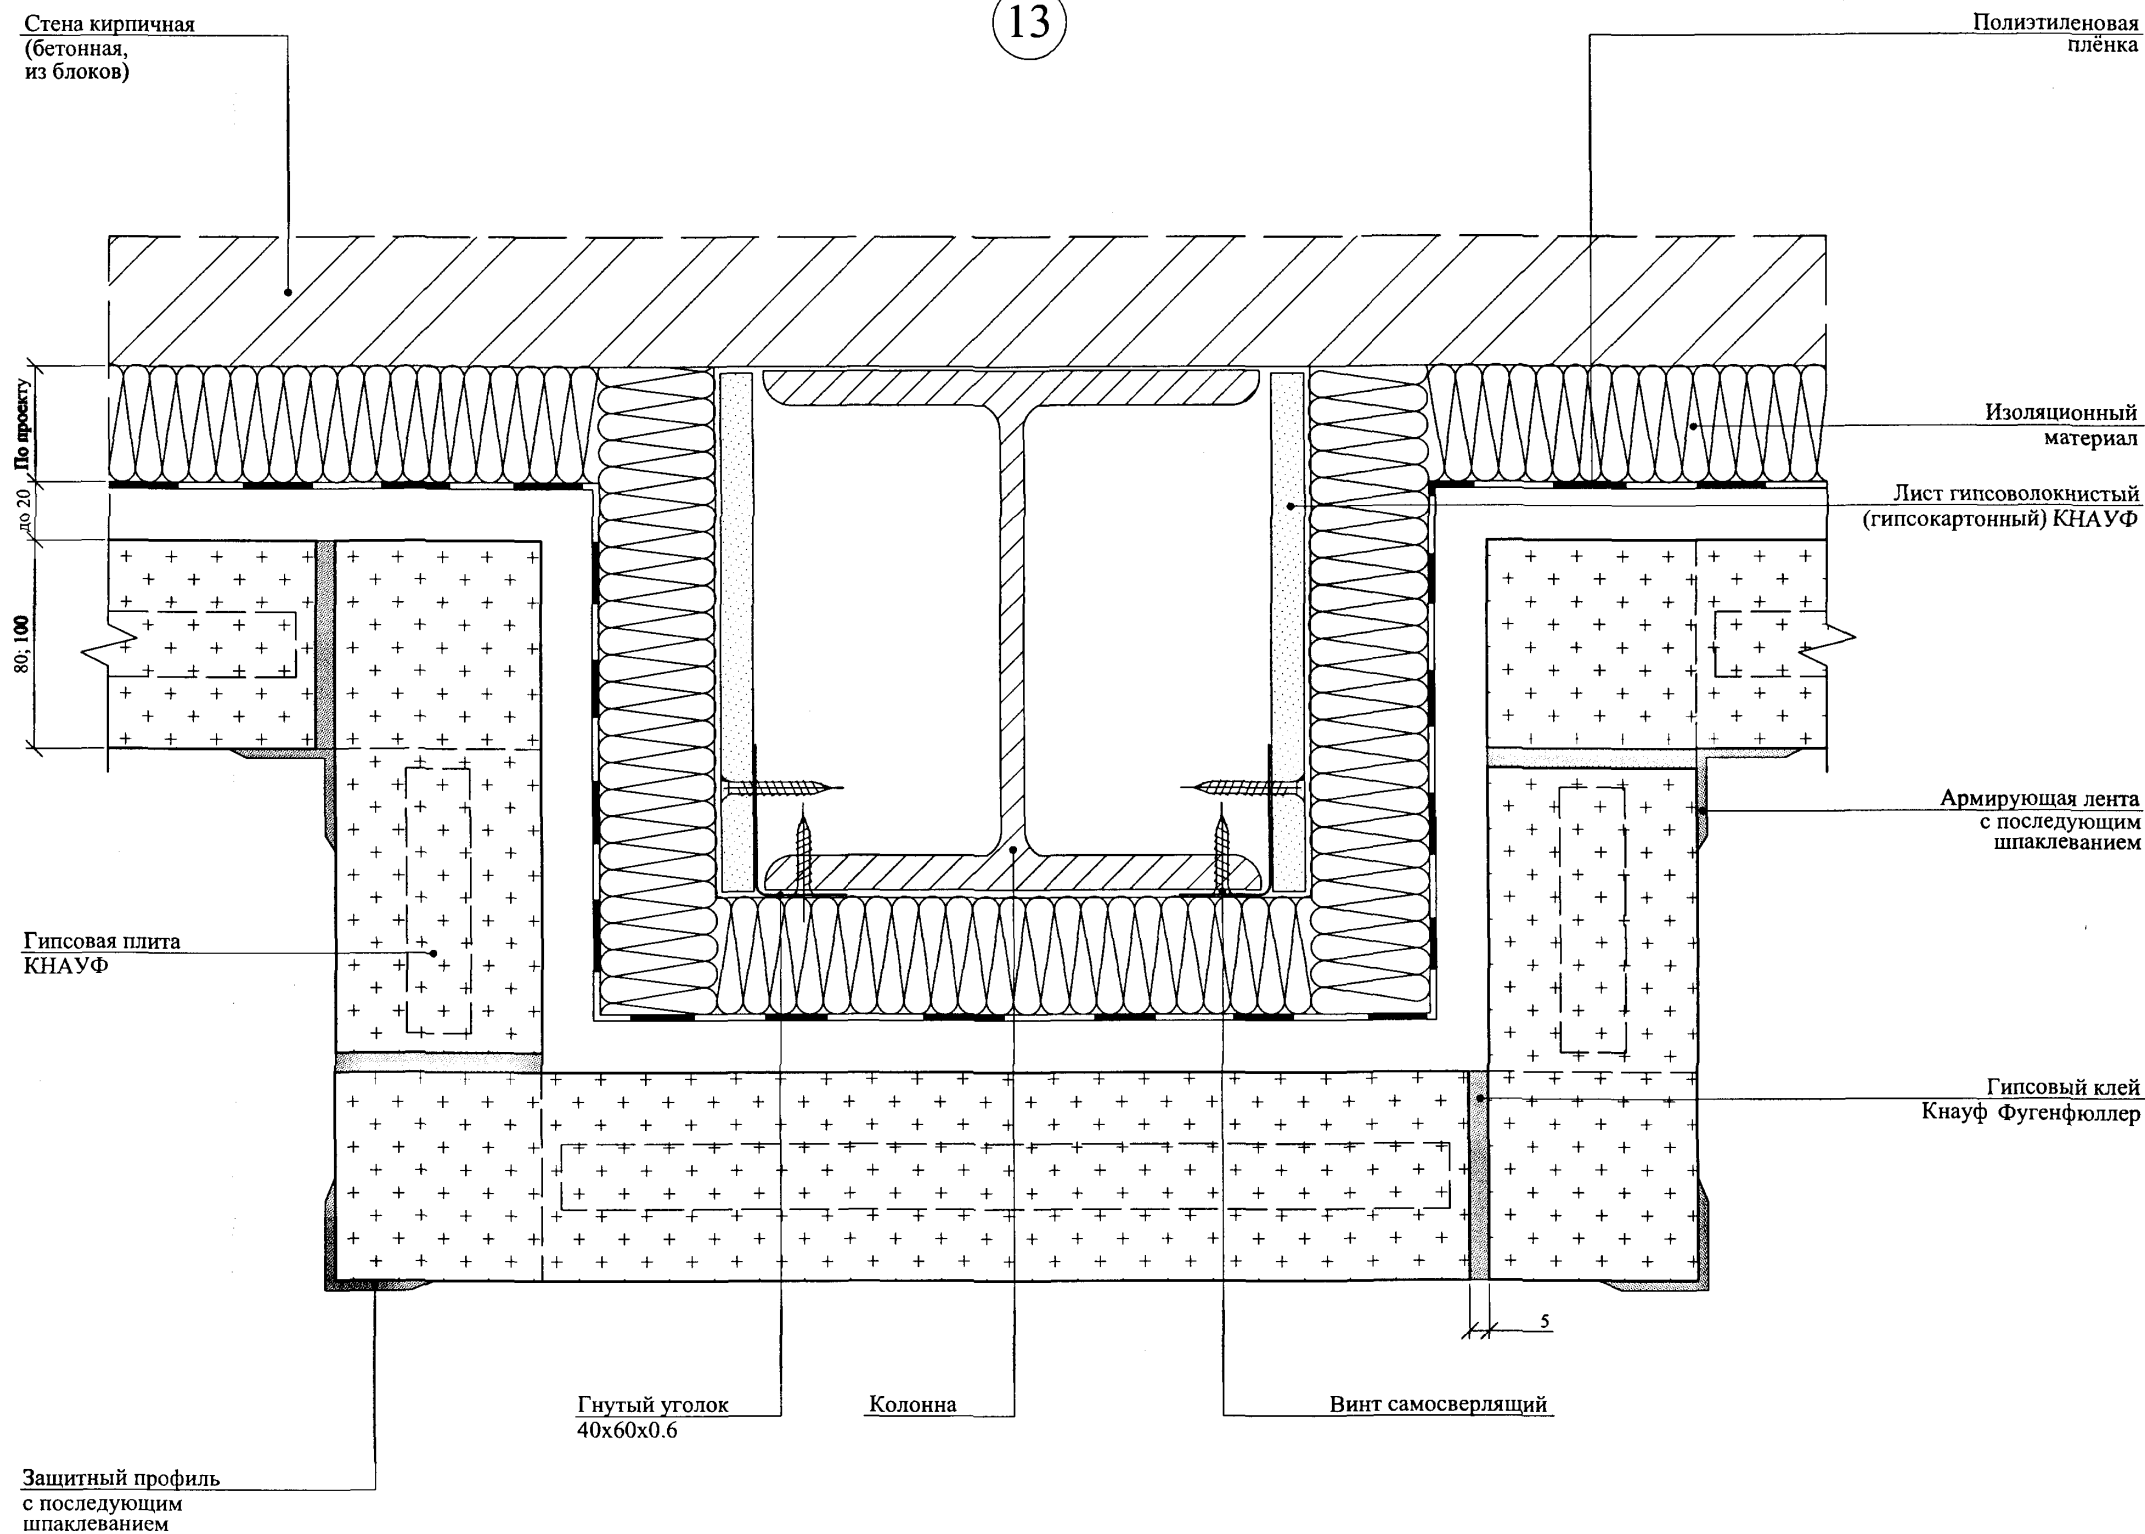 13
Стена кирпичная
(бетонная,
из блоков)
Полиэтиленовая
плёнка
По проекту
до 20
80; 100
Изоляционный
материал
Лист гипсоволокнистый
(гипсокартонный) КНАУФ
Армирующая лента
с последующим
шпаклеванием
Гипсовая плита
КНАУФ
Гипсовый клей
Кнауф Фугенфюллер
5
Гнутый уголок
40х60х0.6
Колонна
Винт самосверлящий
Защитный профиль
с последующим
шпаклеванием